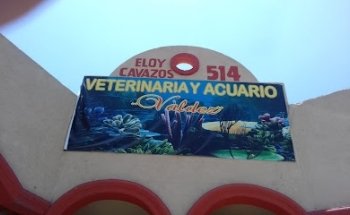 ELOY
CAVAZOS 514
VETERINARIA Y ACUARIO
Valdez